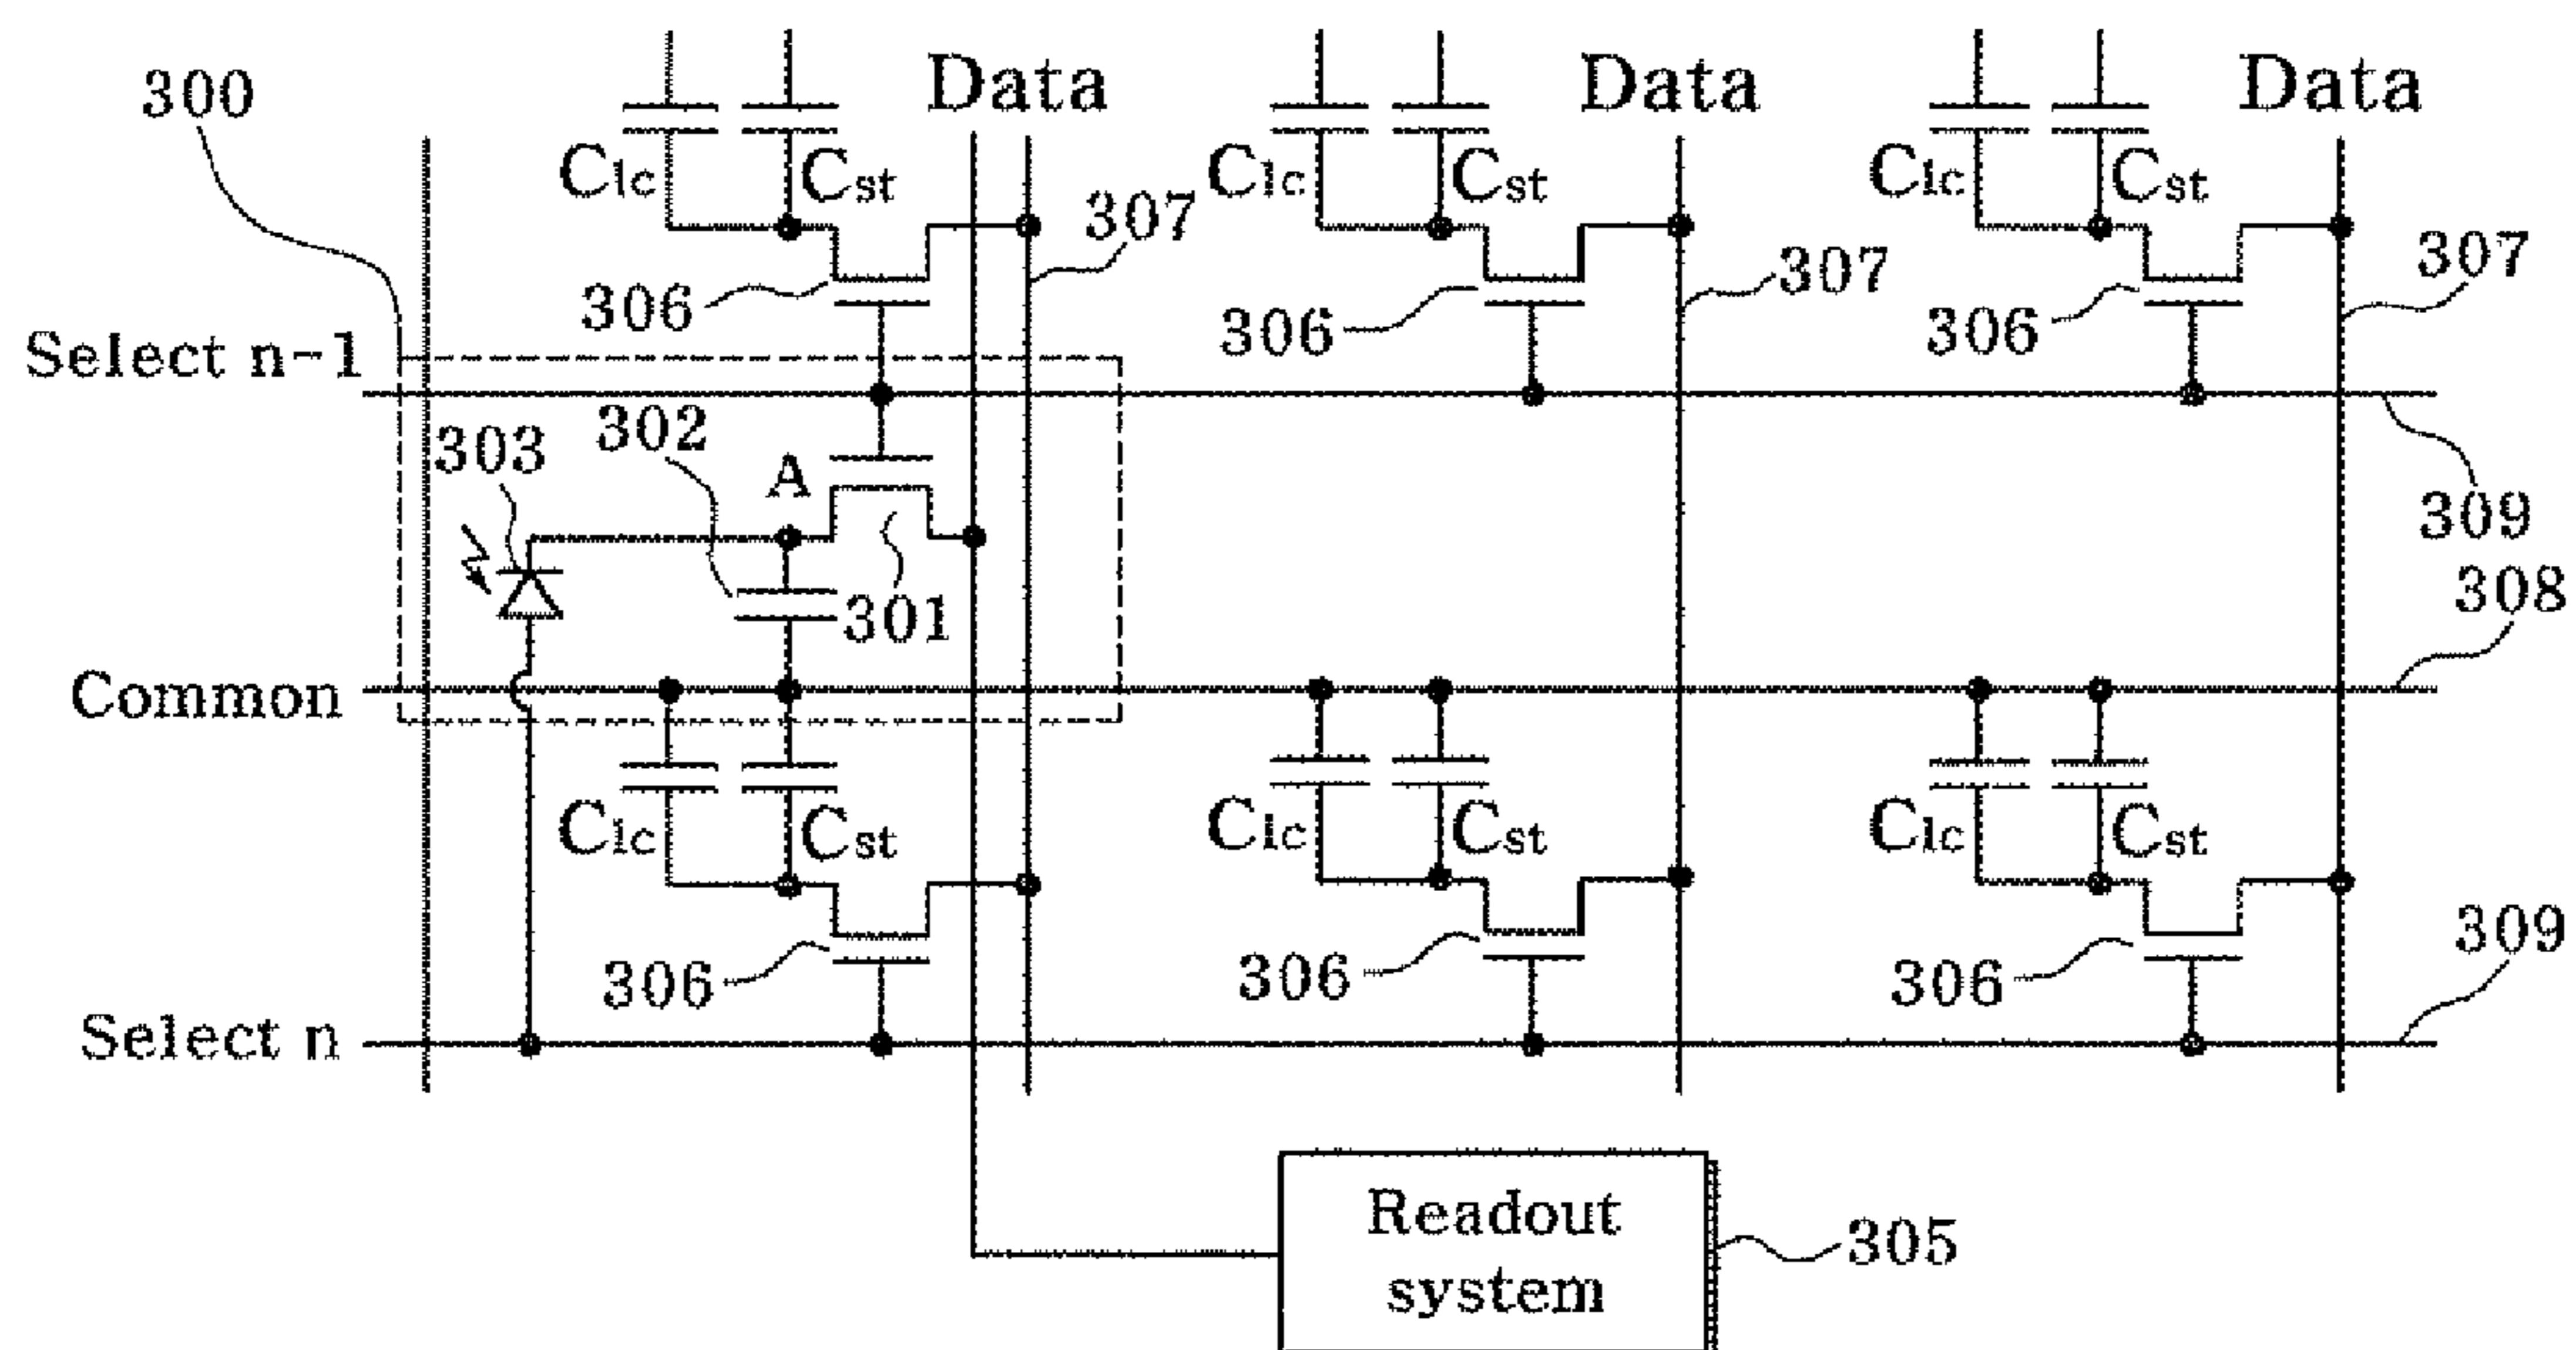 300
Data
Data
Data
Clc
Cst
Clc
Cst
Clc
Cst
307
307
307
306
306
306
Select n-1
303
302
A
309
301
308
Common
Clc
Cst
Clc
Cst
Clc
Cst
306
306
306
309
Select n
Readout
system
305